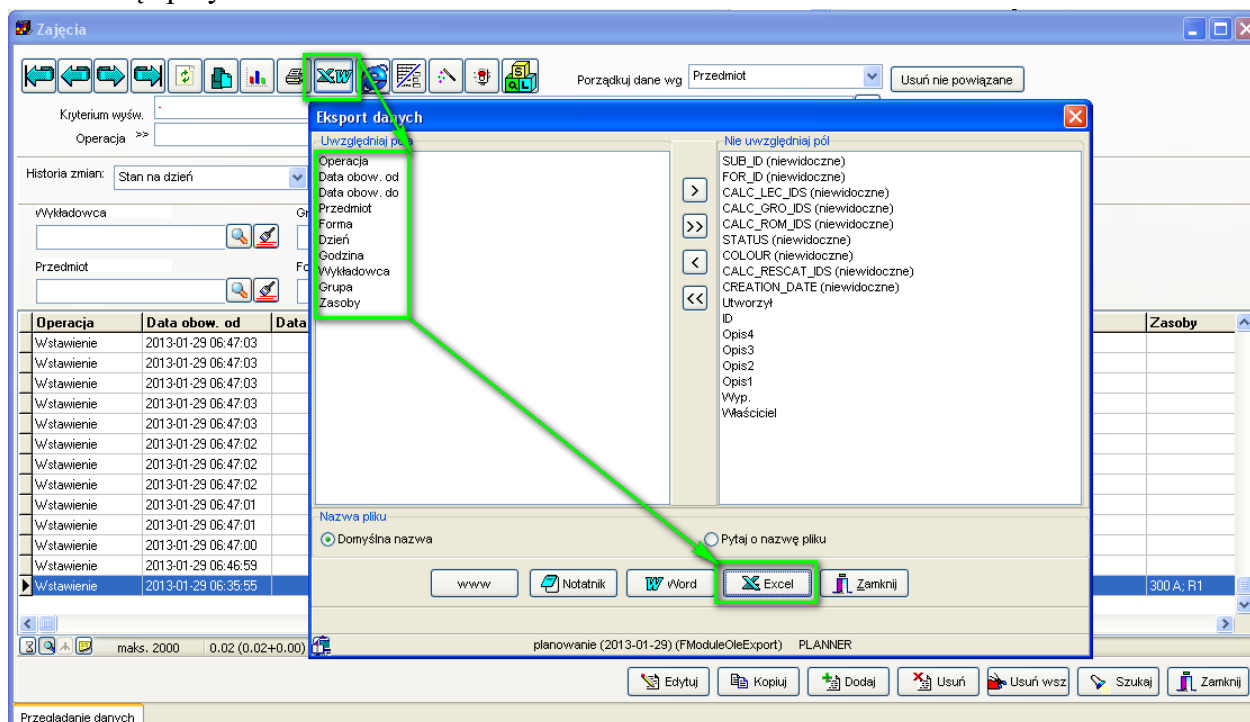 Zajęcia
XW
Porządkuj dane wg Przedmiot Usuń nie powiązane
Kryterium wyśw. -
Operacja >>
Historia zmian: Stan na dzień
Wykładowca
Przedmiot
Eksport danych
Uwzględniaj pola
Operacja
Data obow. od
Data obow. do
Przedmiot
Forma
Dzień
Godzina
Wykładowca
Grupa
Zasoby
>
>>
<
<<
Nie uwzględniaj pól
SUB_ID (niewidoczne)
FOR_ID (niewidoczne)
CALC_LEC_IDS (niewidoczne)
CALC_GRO_IDS (niewidoczne)
CALC_ROM_IDS (niewidoczne)
STATUS (niewidoczne)
COLOUR (niewidoczne)
CALC_RESCAT_IDS (niewidoczne)
CREATION_DATE (niewidoczne)
Utworzył
ID
Opis4
Opis3
Opis2
Opis1
Wyp.
Właściciel
Nazwa pliku
Domyślna nazwa Pytaj o nazwę pliku
www Notatnik Word Excel Zamknij
planowanie (2013-01-29) (FModuleOleExport) PLANNER
Operacja Data obow. od Data Zasoby
Wstawienie 2013-01-29 06:47:03
Wstawienie 2013-01-29 06:47:03
Wstawienie 2013-01-29 06:47:03
Wstawienie 2013-01-29 06:47:03
Wstawienie 2013-01-29 06:47:03
Wstawienie 2013-01-29 06:47:02
Wstawienie 2013-01-29 06:47:02
Wstawienie 2013-01-29 06:47:02
Wstawienie 2013-01-29 06:47:01
Wstawienie 2013-01-29 06:47:01
Wstawienie 2013-01-29 06:47:00
Wstawienie 2013-01-29 06:46:59
Wstawienie 2013-01-29 06:35:55 300 A; R1
maks. 2000 0.02 (0.02+0.00)
Edytuj Kopiuj Dodaj Usuń Usuń wsz Szukaj Zamknij
Przeglądanie danych